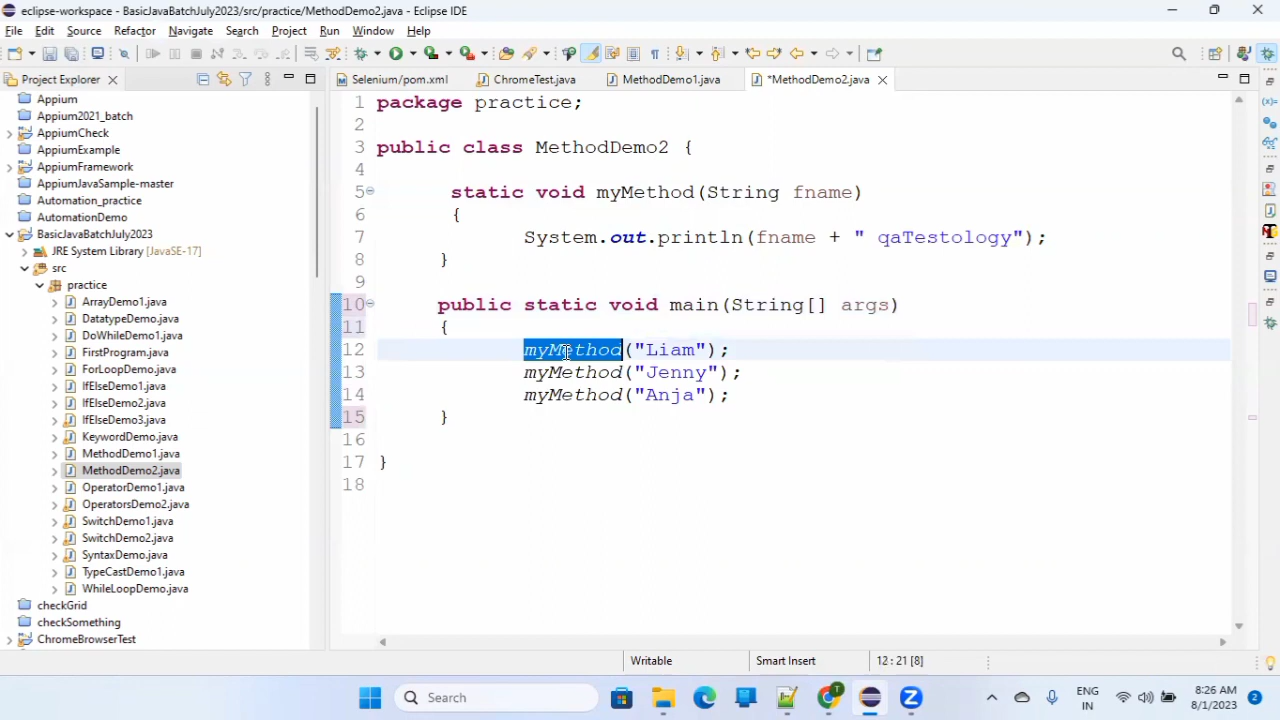 eclipse-workspace - BasicJavaBatchJuly2023/src/practice/MethodDemo2.java - Eclipse IDE
File Edit Source Refactor Navigate Search Project Run Window Help
Project Explorer
Selenium/pom.xml ChromeTest.java MethodDemo1.java *MethodDemo2.java
Appium
Appium2021_batch
AppiumCheck
AppiumExample
AppiumFramework
AppiumJavaSample-master
Automation_practice
AutomationDemo
BasicJavaBatchJuly2023
JRE System Library [JavaSE-17]
src
practice
ArrayDemo1.java
DatatypeDemo.java
DoWhileDemo.java
FirstProgram.java
ForLoopDemo.java
IfElseDemo1.java
IfElseDemo2.java
IfElseDemo3.java
KeywordDemo.java
MethodDemo1.java
MethodDemo2.java
OperatorDemo1.java
OperatorsDemo2.java
SwitchDemo1.java
SwitchDemo2.java
SyntaxDemo.java
TypeCastDemo1.java
WhileLoopDemo.java
checkGrid
checkSomething
ChromeBrowserTest
1 package practice;
2
3 public class MethodDemo2 {
4
5 static void myMethod(String fname)
6 {
7 System.out.println(fname + " qaTestology");
8 }
9
10 public static void main(String[] args)
11 {
12 myMethod("Liam");
13 myMethod("Jenny");
14 myMethod("Anja");
15 }
16
17 }
18
Writable Smart Insert 12 : 21 [8]
Search
ENG
IN
8:26 AM
8/1/2023
2